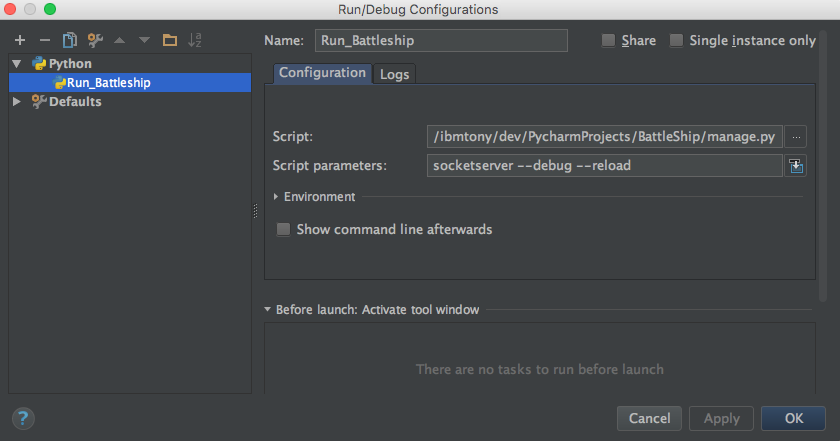 Run/Debug Configurations
Name: Run_Battleship Share Single instance only
Python
Run_Battleship
Defaults
Configuration Logs
Script: /ibmtony/dev/PycharmProjects/BattleShip/manage.py ...
Script parameters: socketserver --debug --reload
Environment
Show command line afterwards
Before launch: Activate tool window
There are no tasks to run before launch
? Cancel Apply OK